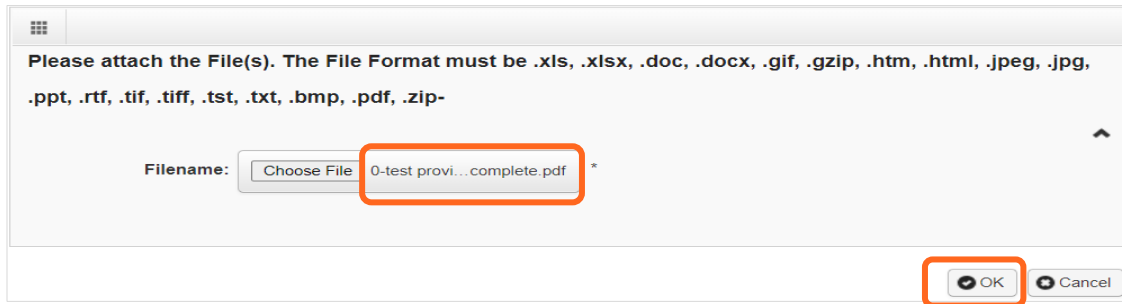 Please attach the File(s). The File Format must be .xls, .xlsx, .doc, .docx, .gif, .gzip, .htm, .html, .jpeg, .jpg,
.ppt, .rtf, .tif, .tiff, .tst, .txt, .bmp, .pdf, .zip-
Filename: Choose File 0-test provi...complete.pdf *
OK Cancel